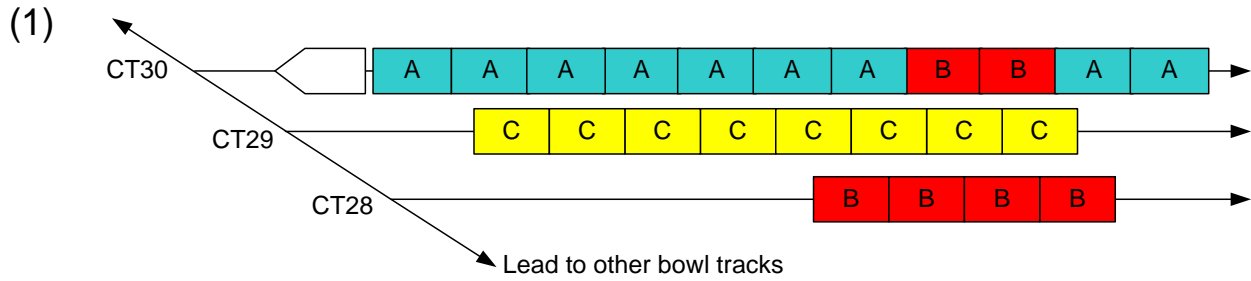 (1)
CT30 A A A A A A A B B A A
CT29 C C C C C C C C
CT28 B B B B
Lead to other bowl tracks